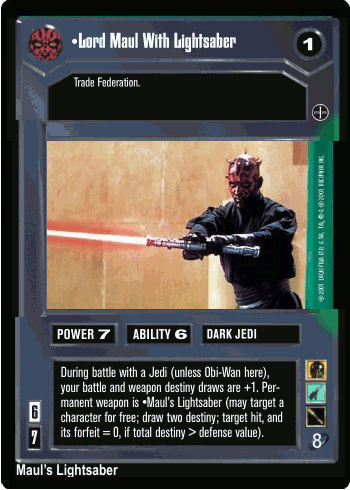 •Lord Maul With Lightsaber
1
Trade Federation.
POWER 7
ABILITY 6
DARK JEDI
During battle with a Jedi (unless Obi-Wan here),
your battle and weapon destiny draws are +1. Per-
manent weapon is •Maul's Lightsaber (may target a
character for free; draw two destiny; target hit, and
its forfeit = 0, if total destiny > defense value).
6
7
8
Maul's Lightsaber